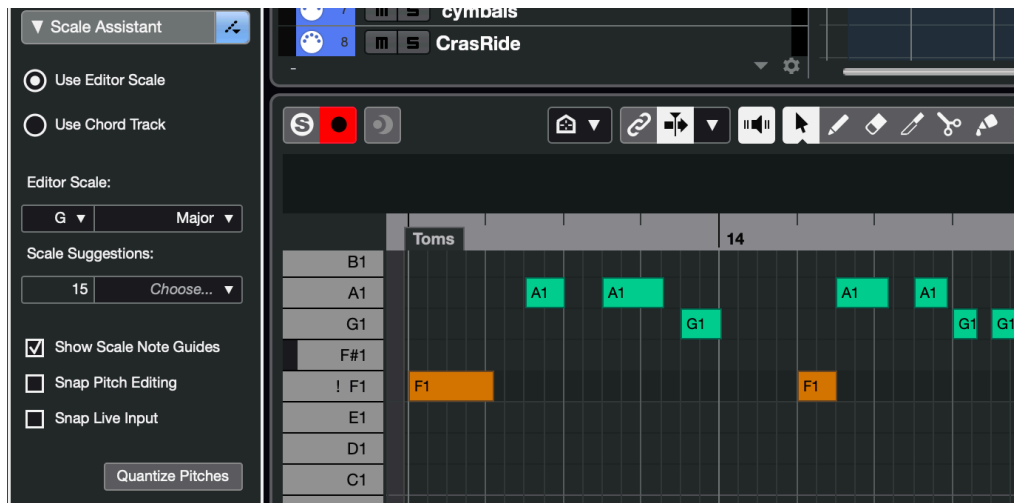 ▼ Scale Assistant
Use Editor Scale
Use Chord Track
Editor Scale:
G ▼ Major ▼
Scale Suggestions:
15 Choose... ▼
Show Scale Note Guides
Snap Pitch Editing
Snap Live Input
Quantize Pitches
7 m S cymbals
8 m S CrasRide
-
S
Toms
14
B1
A1 A1 A1 A1 A1
G1 G1 G1 G1
F#1
! F1 F1 F1
E1
D1
C1